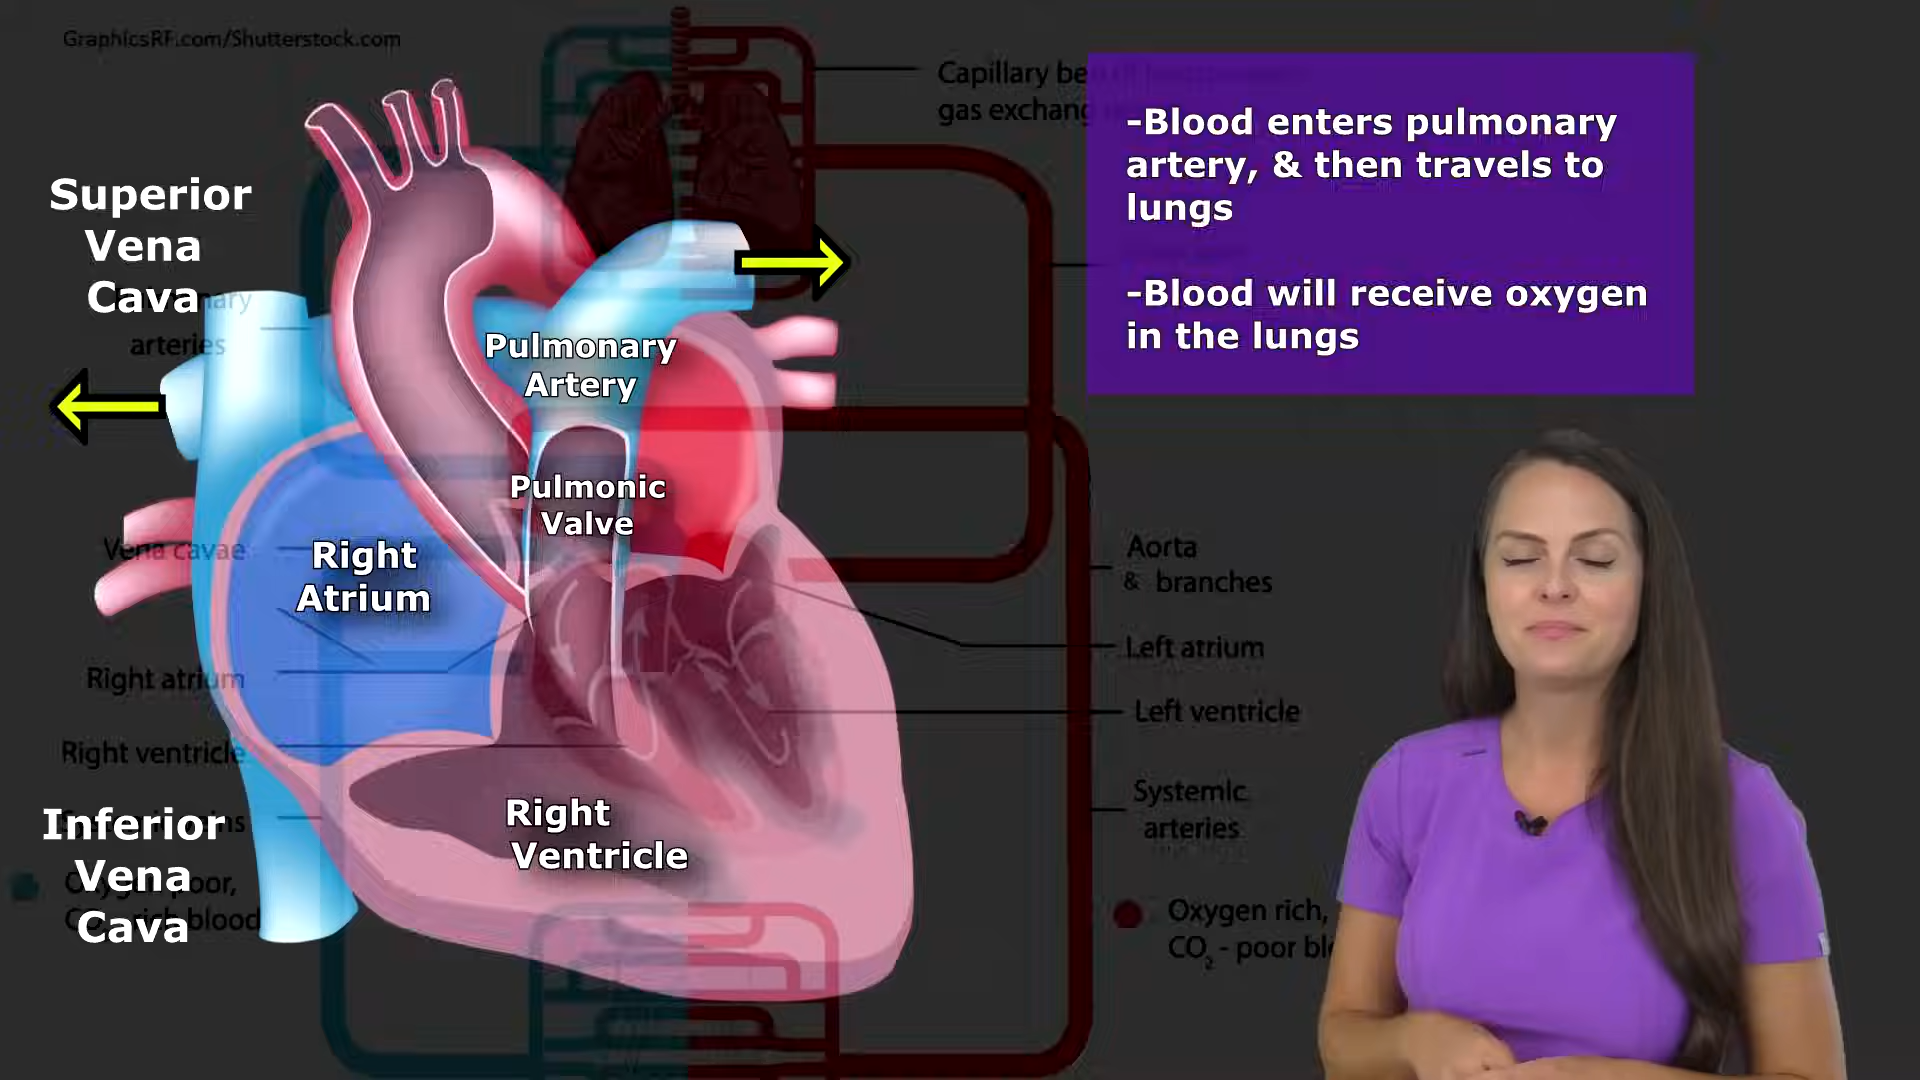 GraphicsRF.com/Shutterstock.com
Capillary be
gas exchang
-Blood enters pulmonary
artery, & then travels to
lungs
-Blood will receive oxygen
in the lungs
Superior
Vena
Cava
arteries
Pulmonary
Artery
Pulmonic
Valve
Vena cavae
Right
Atrium
Right atrium
Right ventricle
Right
Ventricle
Inferior
Vena
Cava
Aorta
& branches
Left atrium
Left ventricle
Systemic
arteries
Oxygen rich,
CO₂ - poor